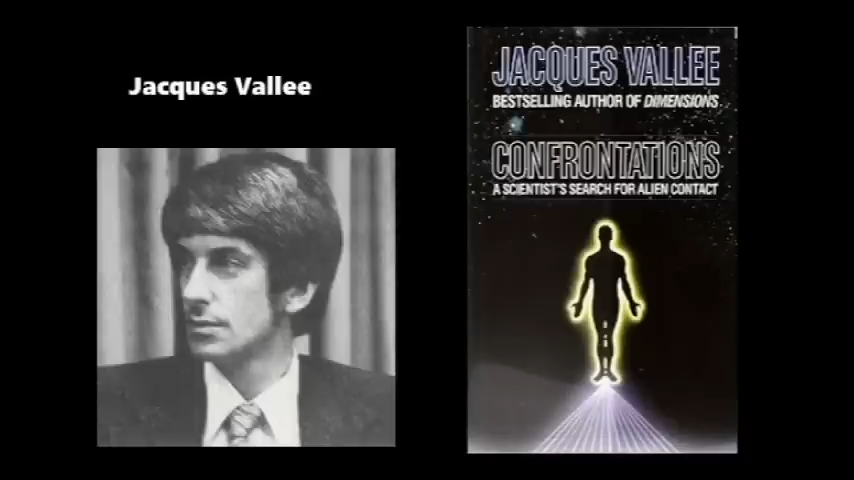 Jacques Vallee
JACQUES VALLEE
BESTSELLING AUTHOR OF DIMENSIONS
CONFRONTATIONS
A SCIENTIST'S SEARCH FOR ALIEN CONTACT